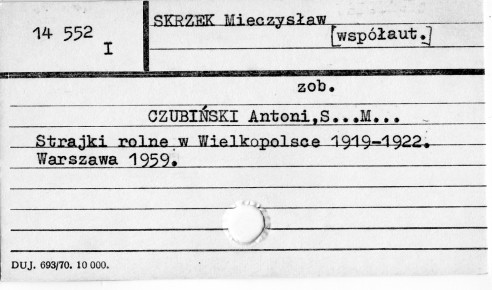 14 552
I
SKRZEK Mieczysław
[współaut.]
zob.
CZUBIŃSKI Antoni,S...M...
Strajki rolne w Wielkopolsce 1919-1922.
Warszawa 1959.
DUJ. 693/70. 10 000.